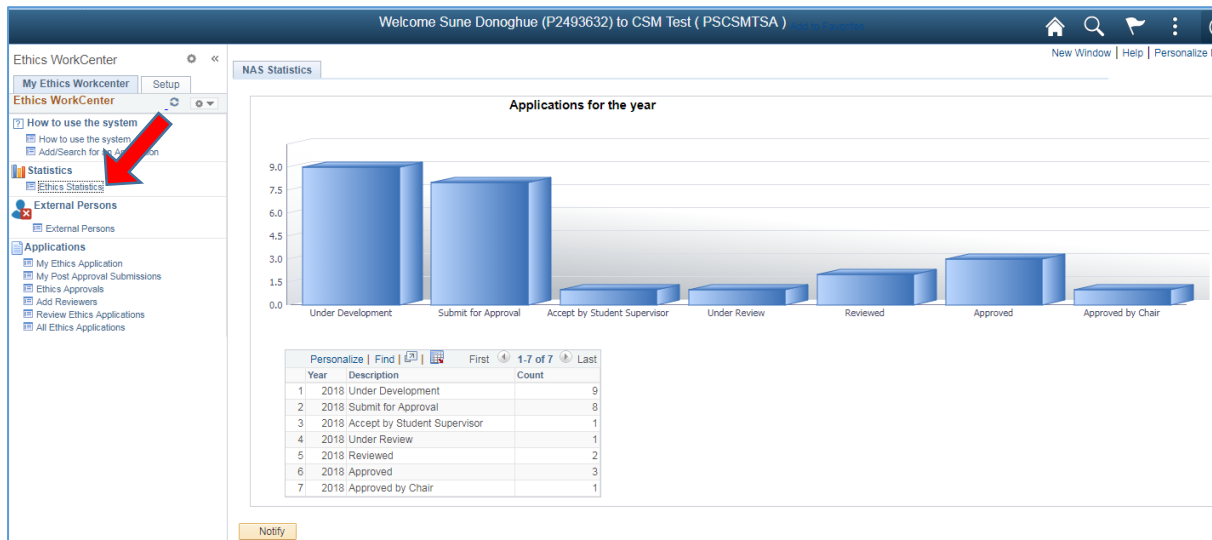 Welcome Sune Donoghue (P2493632) to CSM Test ( PSCSMTSA ) Add to Favorites
New Window | Help | Personalize
Ethics WorkCenter
My Ethics Workcenter Setup
Ethics WorkCenter
How to use the system
How to use the system
Add/Search for an
Statistics
Ethics Statistics
External Persons
External Persons
Applications
My Ethics Application
My Post Approval Submissions
Ethics Approvals
Add Reviewers
Review Ethics Applications
All Ethics Applications
NAS Statistics
Applications for the year
9.0
7.5
6.0
4.5
3.0
1.5
0.0
Under Development Submit for Approval Accept by Student Supervisor Under Review Reviewed Approved Approved by Chair
Personalize | Find | | First 1-7 of 7 Last
Year Description Count
1 2018 Under Development 9
2 2018 Submit for Approval 8
3 2018 Accept by Student Supervisor 1
4 2018 Under Review 1
5 2018 Reviewed 2
6 2018 Approved 3
7 2018 Approved by Chair 1
Notify